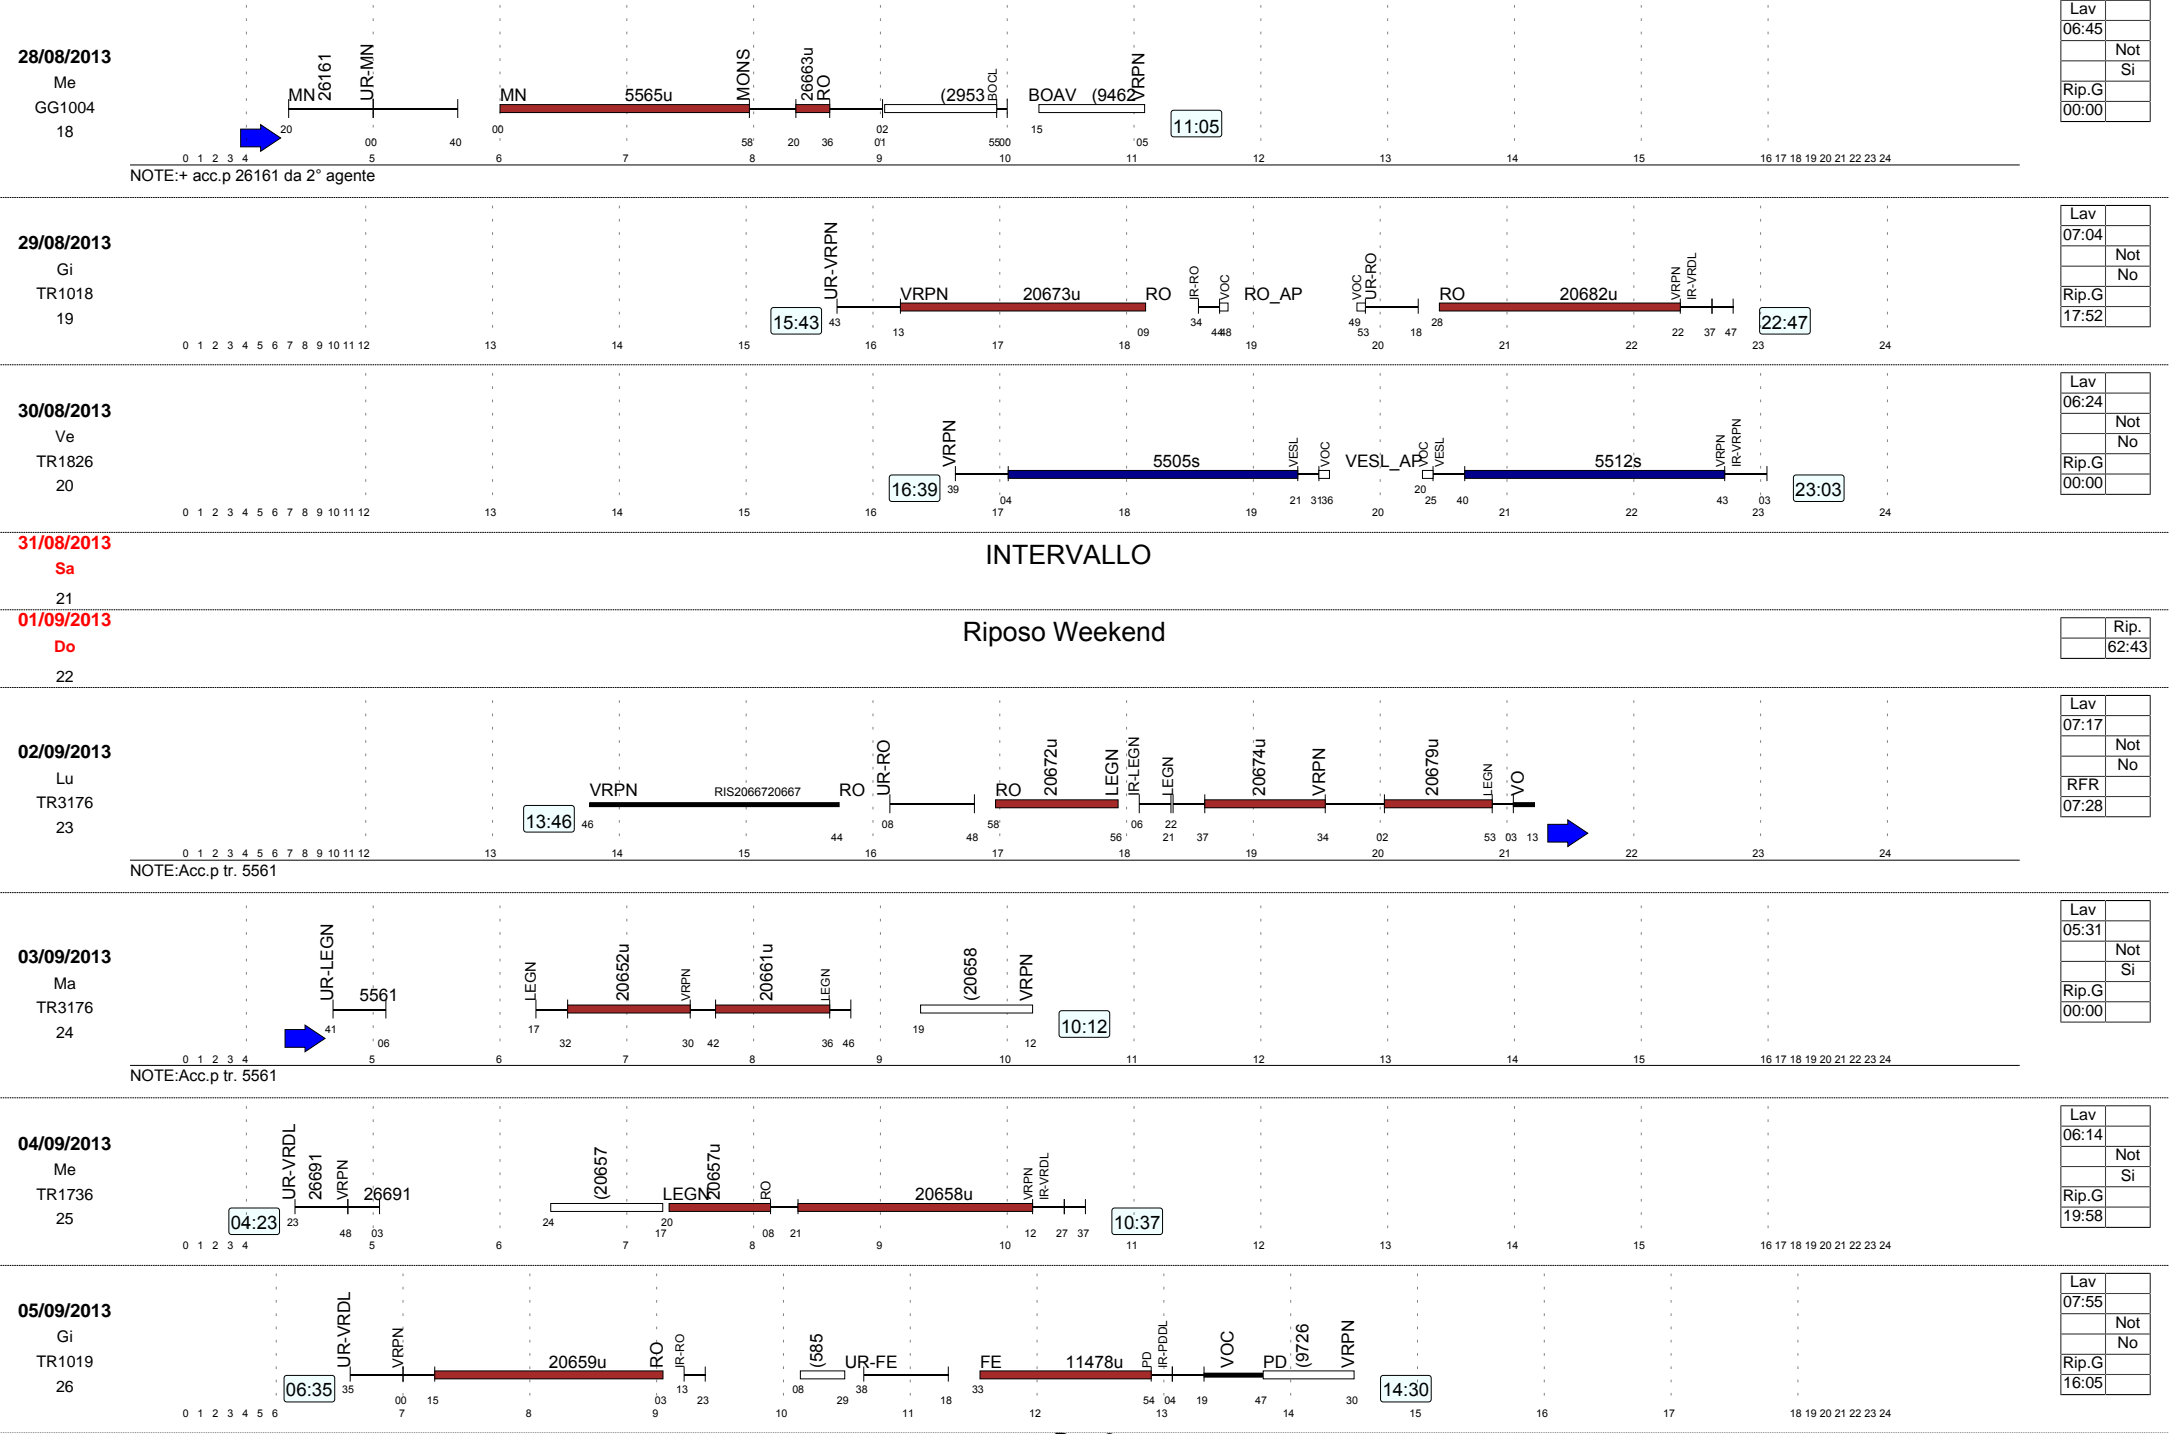 28/08/2013
Me
GG1004
18
MN 26161 UR-MN MN 5565u MONS 26663u RO (2953 BOCL BOAV (9462 VRPN
20 00 40 00 58 20 36 02 01 55 00 15 05
11:05
0 1 2 3 4 5 6 7 8 9 10 11 12 13 14 15 16 17 18 19 20 21 22 23 24
NOTE:+ acc.p 26161 da 2° agente
Lav
06:45
Not
Si
Rip.G
00:00
29/08/2013
Gi
TR1018
19
15:43
UR-VRPN VRPN 20673u RO IR-RO VOC RO_AP VOC UR-RO RO 20682u VRPN IR-VRDL
43 13 09 34 44 48 49 53 18 28 22 37 47
22:47
0 1 2 3 4 5 6 7 8 9 10 11 12 13 14 15 16 17 18 19 20 21 22 23 24
Lav
07:04
Not
No
Rip.G
17:52
30/08/2013
Ve
TR1826
20
16:39
VRPN 5505s VESL VOC VESL_AP VOC VESL 5512s VRPN IR-VRPN
39 04 21 31 36 20 25 40 43 03
23:03
0 1 2 3 4 5 6 7 8 9 10 11 12 13 14 15 16 17 18 19 20 21 22 23 24
Lav
06:24
Not
No
Rip.G
00:00
31/08/2013
Sa
21
INTERVALLO
01/09/2013
Do
22
Riposo Weekend
Rip.
62:43
02/09/2013
Lu
TR3176
23
13:46
VRPN RIS2066720667 RO UR-RO RO 20672u LEGN IR-LEGN LEGN 20674u VRPN 20679u LEGN VO
46 44 08 48 58 56 06 22 21 37 34 02 53 03 13
0 1 2 3 4 5 6 7 8 9 10 11 12 13 14 15 16 17 18 19 20 21 22 23 24
NOTE:Acc.p tr. 5561
Lav
07:17
Not
No
RFR
07:28
03/09/2013
Ma
TR3176
24
UR-LEGN 5561 LEGN 20652u VRPN 20661u LEGN (20658 VRPN
41 06 17 32 30 42 36 46 19 12
10:12
0 1 2 3 4 5 6 7 8 9 10 11 12 13 14 15 16 17 18 19 20 21 22 23 24
NOTE:Acc.p tr. 5561
Lav
05:31
Not
Si
Rip.G
00:00
04/09/2013
Me
TR1736
25
04:23
UR-VRDL 26691 VRPN 26691 (20657 LEGN 20657u RO 20658u VRPN IR-VRDL
23 48 03 24 17 20 08 21 12 27 37
10:37
0 1 2 3 4 5 6 7 8 9 10 11 12 13 14 15 16 17 18 19 20 21 22 23 24
Lav
06:14
Not
Si
Rip.G
19:58
05/09/2013
Gi
TR1019
26
06:35
UR-VRDL VRPN 20659u RO IR-RO (585 UR-FE FE 11478u PD IR-PDDL VOC PD (9726 VRPN
35 00 15 03 13 23 08 29 38 18 33 54 04 19 47 30
14:30
0 1 2 3 4 5 6 7 8 9 10 11 12 13 14 15 16 17 18 19 20 21 22 23 24
Lav
07:55
Not
No
Rip.G
16:05